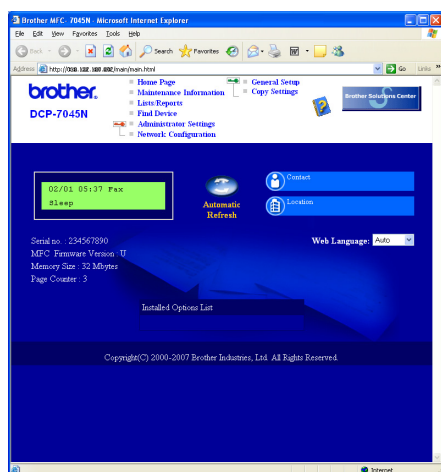 Brother MFC- 7045N - Microsoft Internet Explorer
File Edit View Favorites Tools Help
Back Search Favorites
Address /main/main.html Go Links »
brother.
DCP-7045N
Home Page
Maintenance Information
Lists/Reports
Find Device
Administrator Settings
Network Configuration
General Setup
Copy Settings
Brother Solutions Center
02/01 05:37 Fax
Sleep
Automatic
Refresh
Contact
Location
Serial no. : 234567890
MFC Firmware Version : U
Memory Size : 32 Mbytes
Page Counter : 3
Web Language: Auto
Installed Options List
Copyright(C) 2000-2007 Brother Industries, Ltd. All Rights Reserved.
Internet